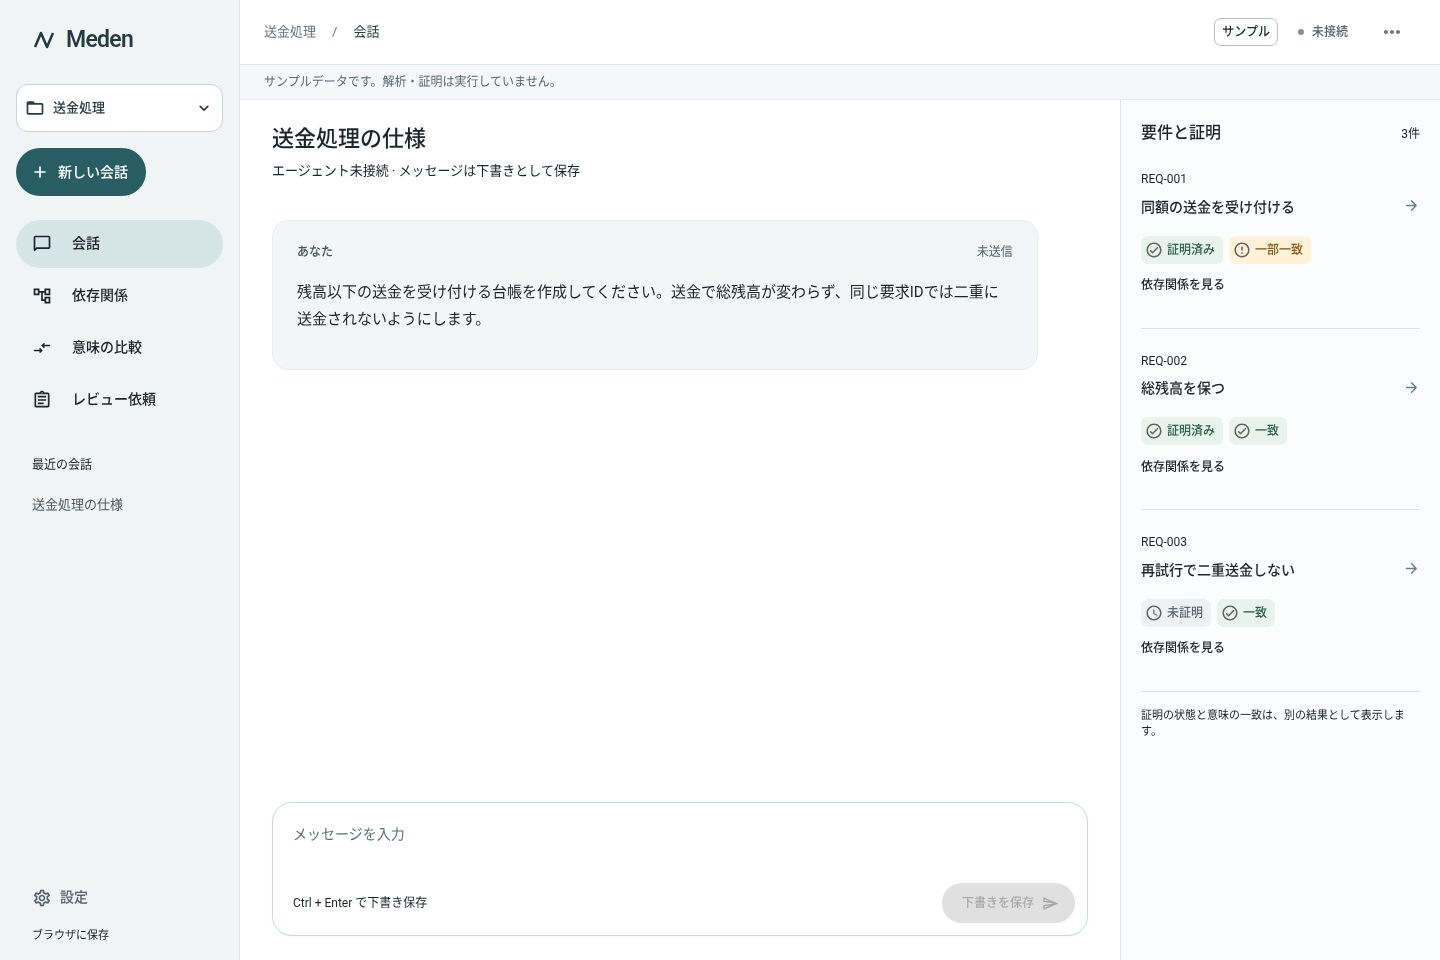 Meden
送金処理
新しい会話
会話
依存関係
意味の比較
レビュー依頼
最近の会話
送金処理の仕様
設定
ブラウザに保存
送金処理 / 会話
サンプル
未接続
サンプルデータです。解析・証明は実行していません。
送金処理の仕様
エージェント未接続 · メッセージは下書きとして保存
あなた
未送信
残高以下の送金を受け付ける台帳を作成してください。送金で総残高が変わらず、同じ要求IDでは二重に
送金されないようにします。
メッセージを入力
Ctrl + Enter で下書き保存
下書きを保存
要件と証明
3件
REQ-001
同額の送金を受け付ける
証明済み
一部一致
依存関係を見る
REQ-002
総残高を保つ
証明済み
一致
依存関係を見る
REQ-003
再試行で二重送金しない
未証明
一致
依存関係を見る
証明の状態と意味の一致は、別の結果として表示しま
す。